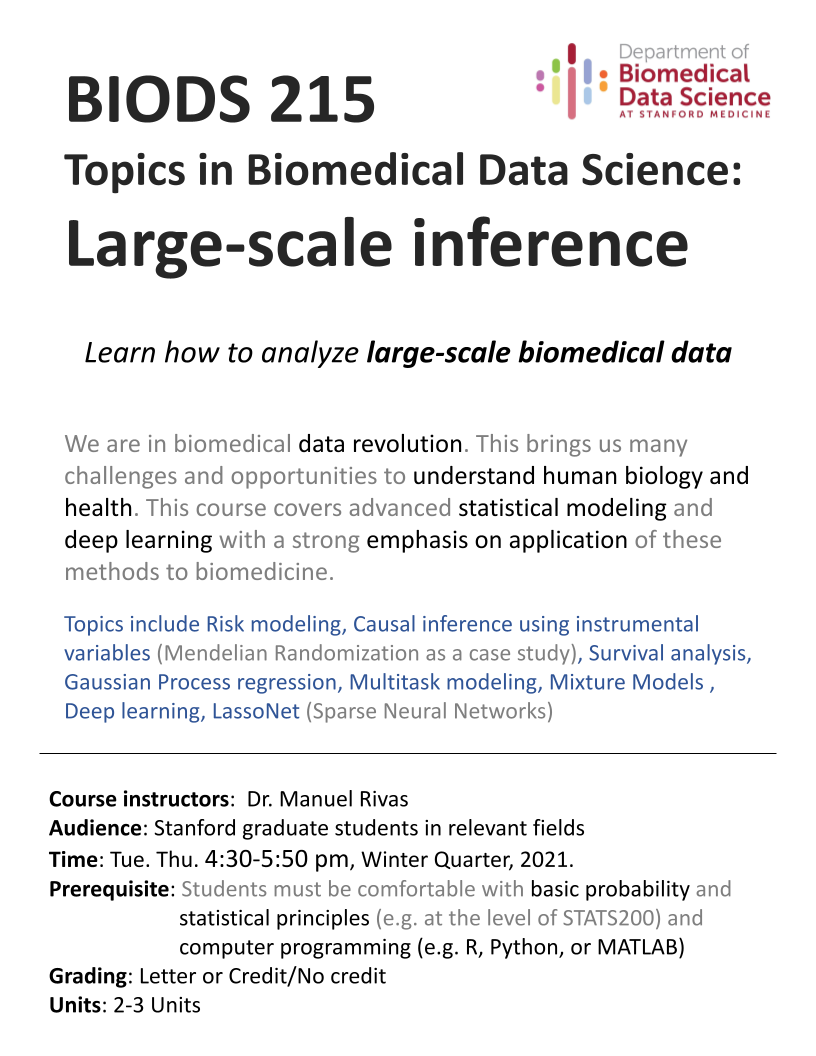 Department of
Biomedical
Data Science
AT STANFORD MEDICINE
BIODS 215
Topics in Biomedical Data Science:
Large-scale inference
Learn how to analyze large-scale biomedical data
We are in biomedical data revolution. This brings us many
challenges and opportunities to understand human biology and
health. This course covers advanced statistical modeling and
deep learning with a strong emphasis on application of these
methods to biomedicine.
Topics include Risk modeling, Causal inference using instrumental
variables (Mendelian Randomization as a case study), Survival analysis,
Gaussian Process regression, Multitask modeling, Mixture Models ,
Deep learning, LassoNet (Sparse Neural Networks)
Course instructors:  Dr. Manuel Rivas
Audience: Stanford graduate students in relevant fields
Time: Tue. Thu. 4:30-5:50 pm, Winter Quarter, 2021.
Prerequisite: Students must be comfortable with basic probability and
statistical principles (e.g. at the level of STATS200) and
computer programming (e.g. R, Python, or MATLAB)
Grading: Letter or Credit/No credit
Units: 2-3 Units